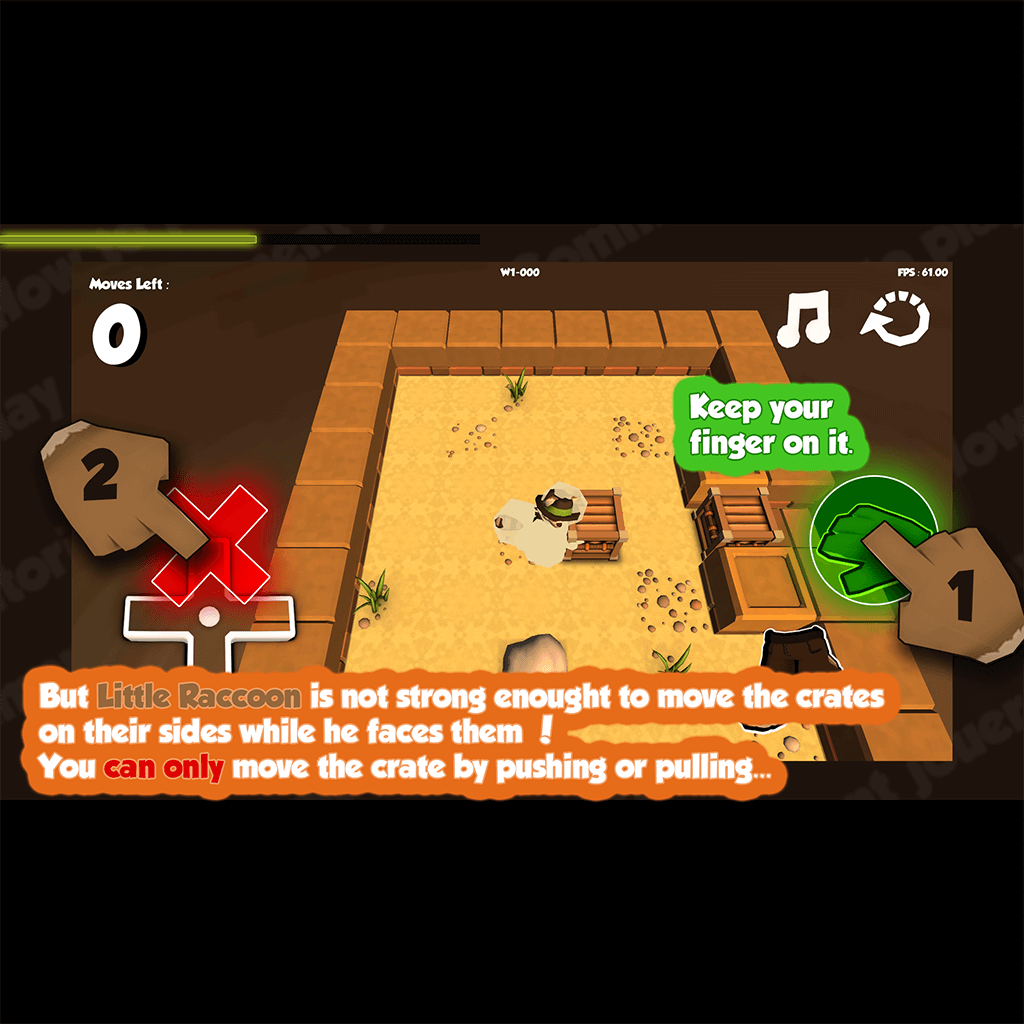 Moves Left :
0
W1-000
FPS : 61.00
Keep your
finger on it.
2
1
But Little Raccoon is not strong enought to move the crates
on their sides while he faces them !
You can only move the crate by pushing or pulling...